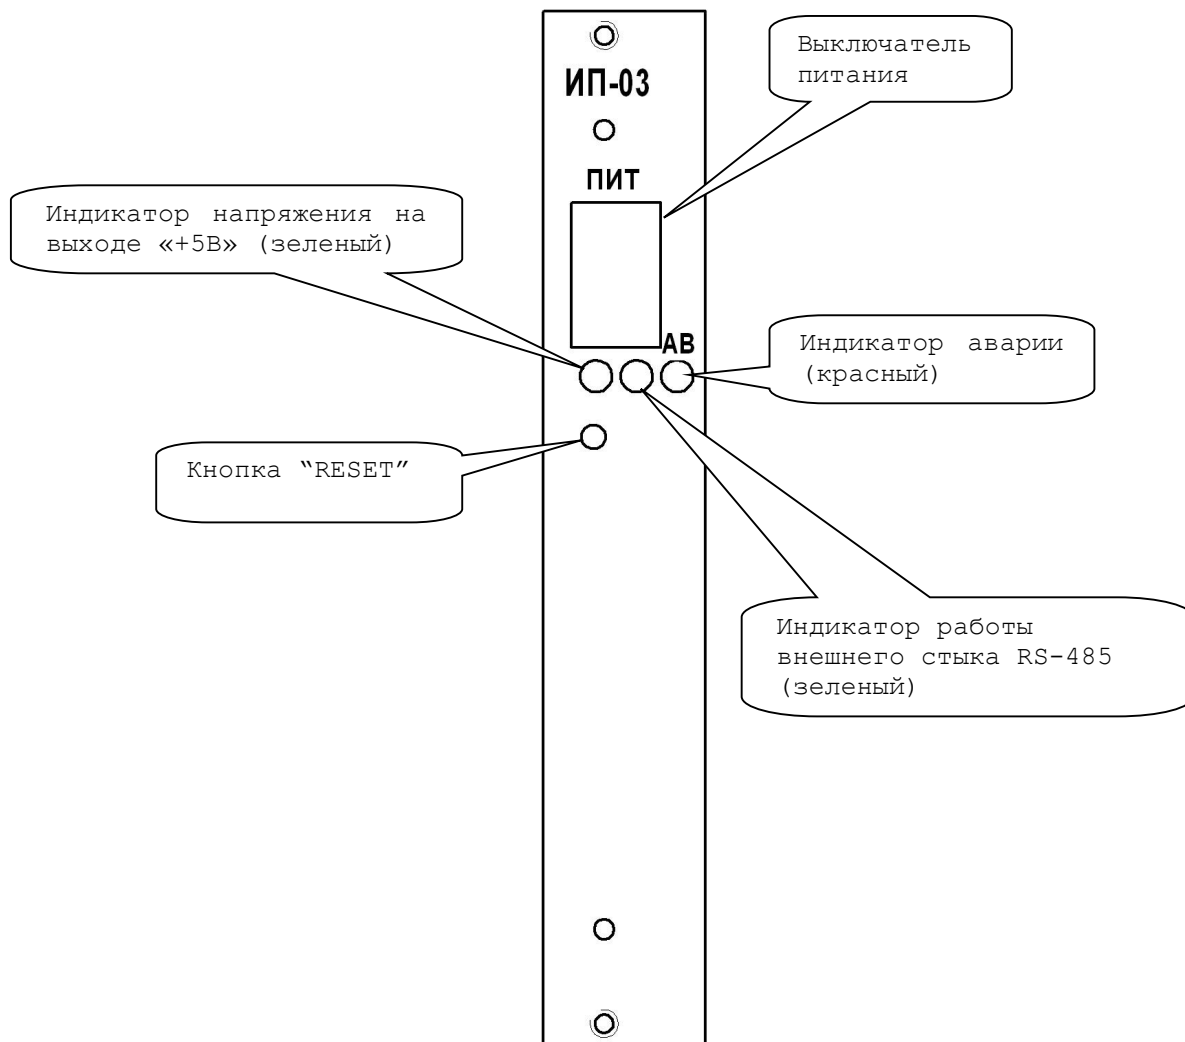 Выключатель
питания
ИП-03
ПИТ
Индикатор напряжения на
выходе «+5В» (зеленый)
АВ
Индикатор аварии
(красный)
Кнопка “RESET”
Индикатор работы
внешнего стыка RS-485
(зеленый)